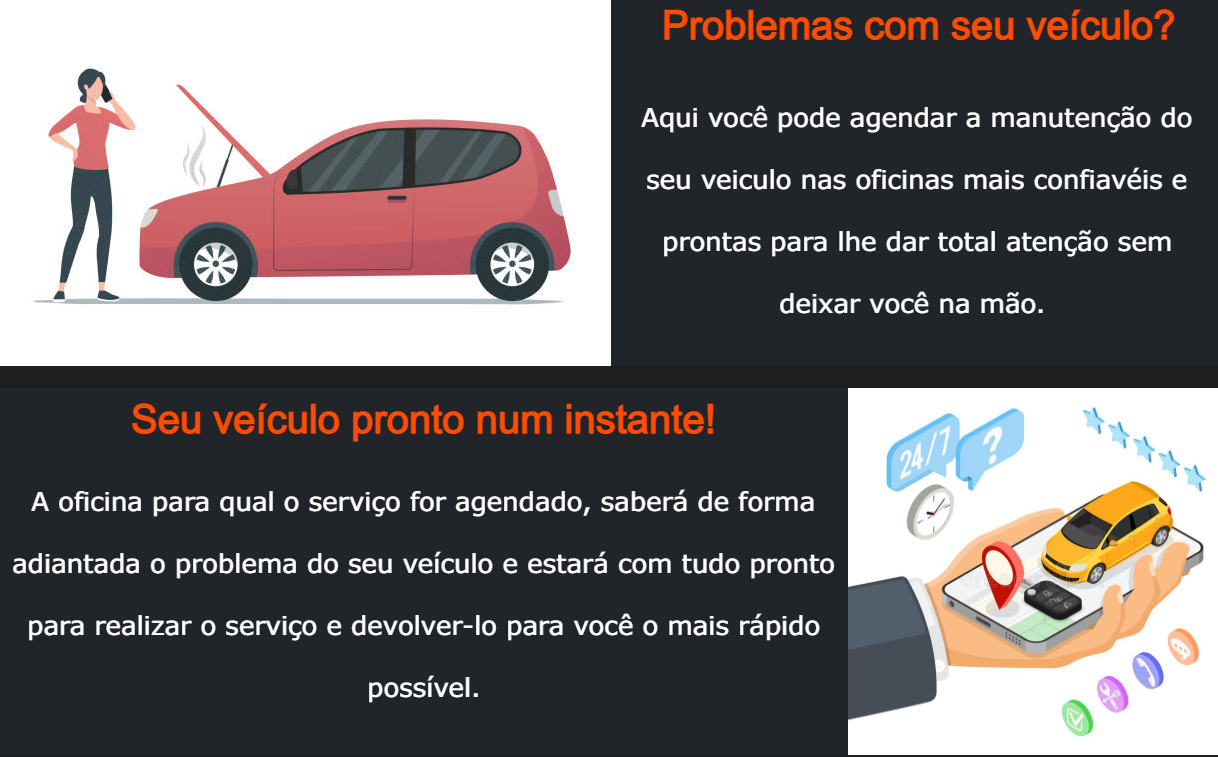 Problemas com seu veículo?
Aqui você pode agendar a manutenção do
seu veiculo nas oficinas mais confiavéis e
prontas para lhe dar total atenção sem
deixar você na mão.
Seu veículo pronto num instante!
A oficina para qual o serviço for agendado, saberá de forma
adiantada o problema do seu veículo e estará com tudo pronto
para realizar o serviço e devolver-lo para você o mais rápido
possível.
24/7
?